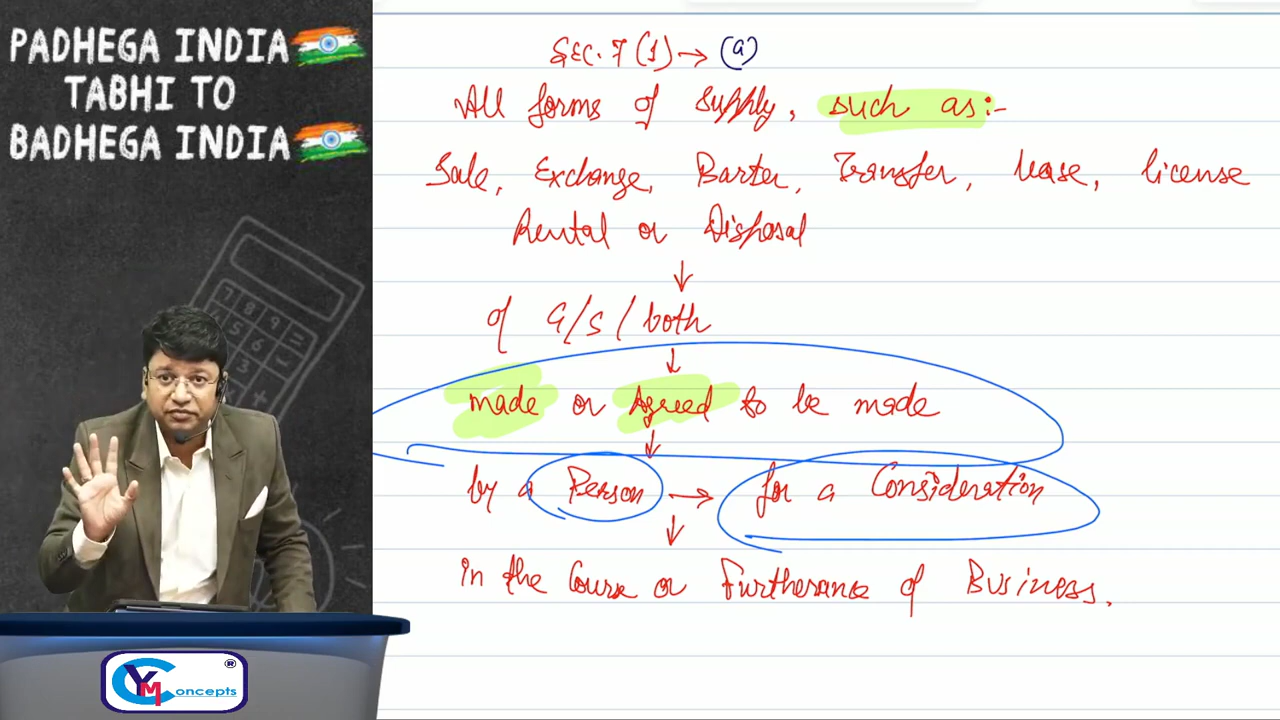 PADHEGA INDIA
TABHI TO
BADHEGA INDIA
SEC. 7 (1) → (a)
All forms of Supply, such as:-
Sale, Exchange, Barter, Transfer, lease, license
Rental or Disposal
↓
of G/S/both
↓
made or Agreed to be made
↓
by a Person → for a Consideration
↓
in the Course or Furtherance of Business.
YM Concepts ®